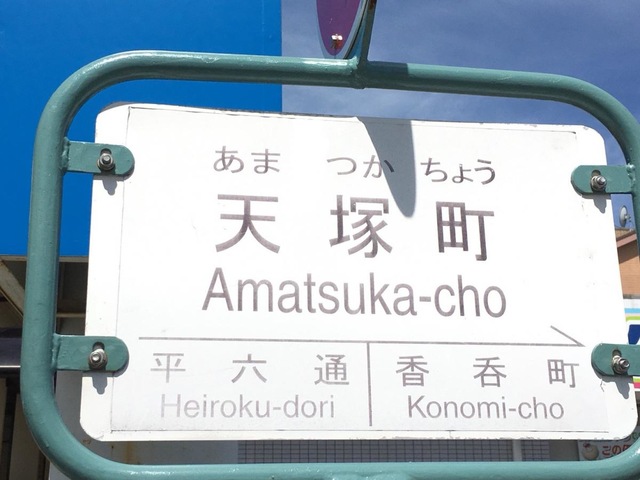 あま つか ちょう
天塚町
Amatsuka-cho
平六通 香呑町
Heiroku-dori Konomi-cho